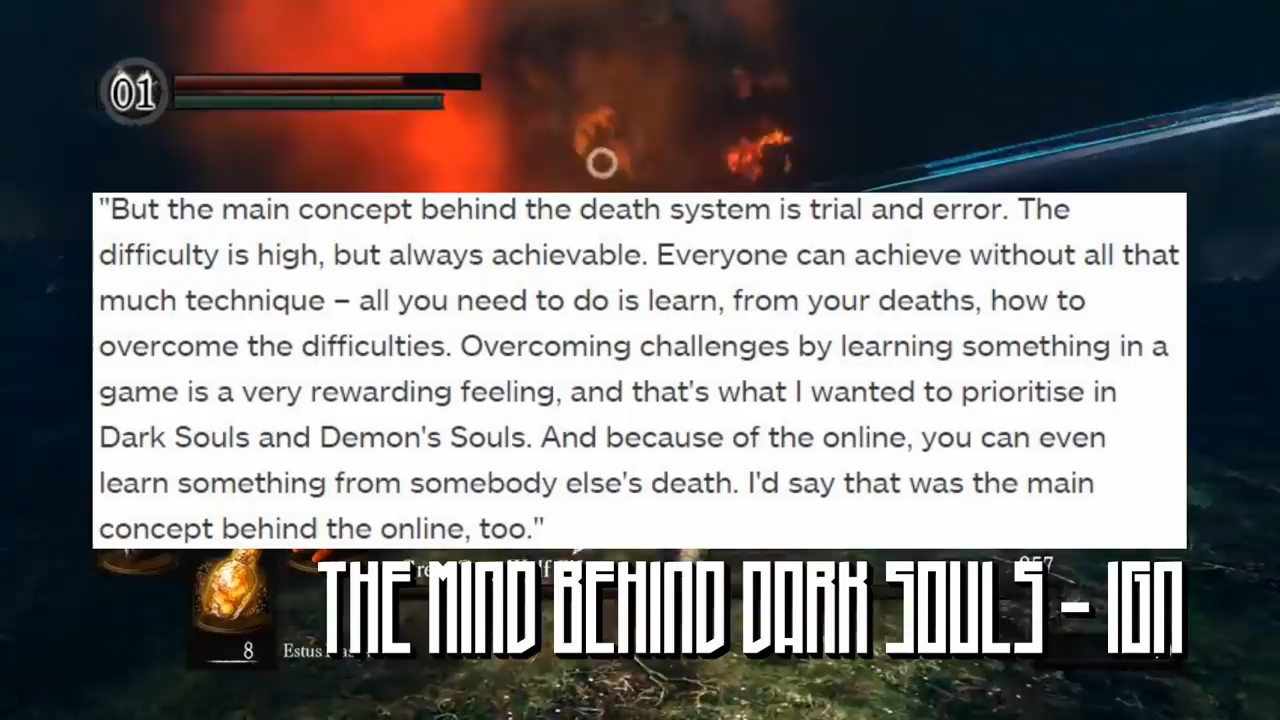 01
"But the main concept behind the death system is trial and error. The
difficulty is high, but always achievable. Everyone can achieve without all that
much technique – all you need to do is learn, from your deaths, how to
overcome the difficulties. Overcoming challenges by learning something in a
game is a very rewarding feeling, and that's what I wanted to prioritise in
Dark Souls and Demon's Souls. And because of the online, you can even
learn something from somebody else's death. I'd say that was the main
concept behind the online, too."
THE MIND BEHIND DARK SOULS – IGN
8
Estus